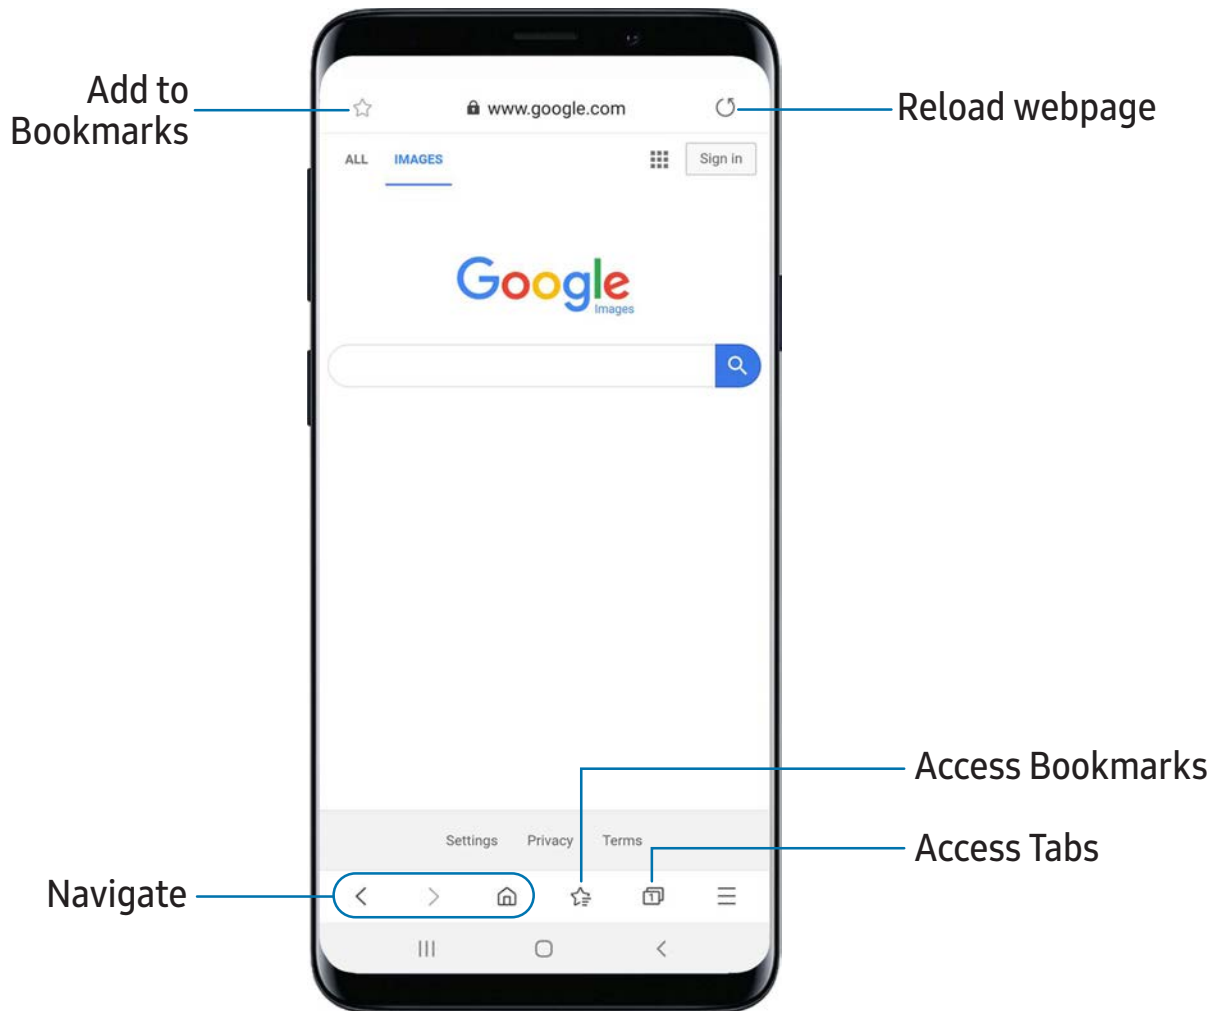 Add to
Bookmarks
www.google.com
Reload webpage
ALL IMAGES
Sign in
Google
Images
Access Bookmarks
Settings Privacy Terms
Access Tabs
Navigate
1